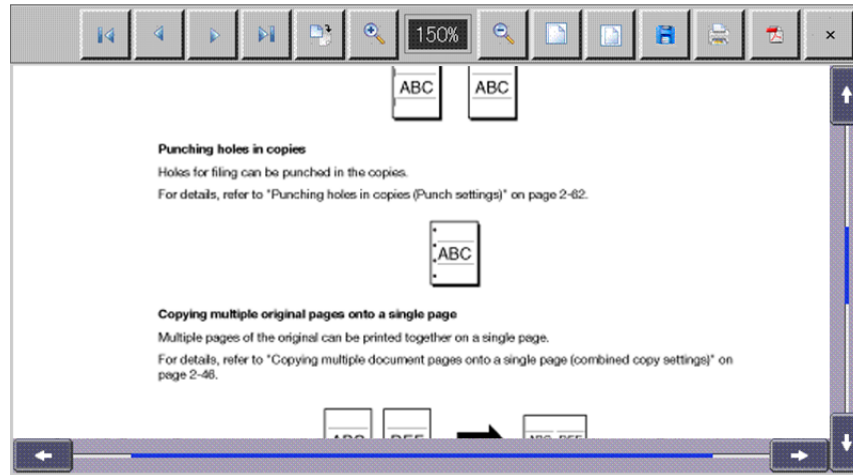 150%
ABC ABC
Punching holes in copies
Holes for filing can be punched in the copies.
For details, refer to "Punching holes in copies (Punch settings)" on page 2-62.
ABC
Copying multiple original pages onto a single page
Multiple pages of the original can be printed together on a single page.
For details, refer to "Copying multiple document pages onto a single page (combined copy settings)" on
page 2-46.